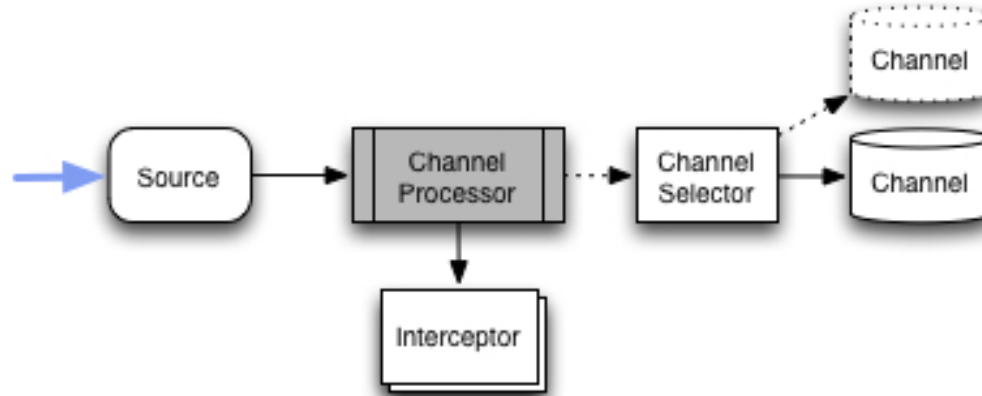 Channel
Source
Channel
Processor
Channel
Selector
Channel
Interceptor